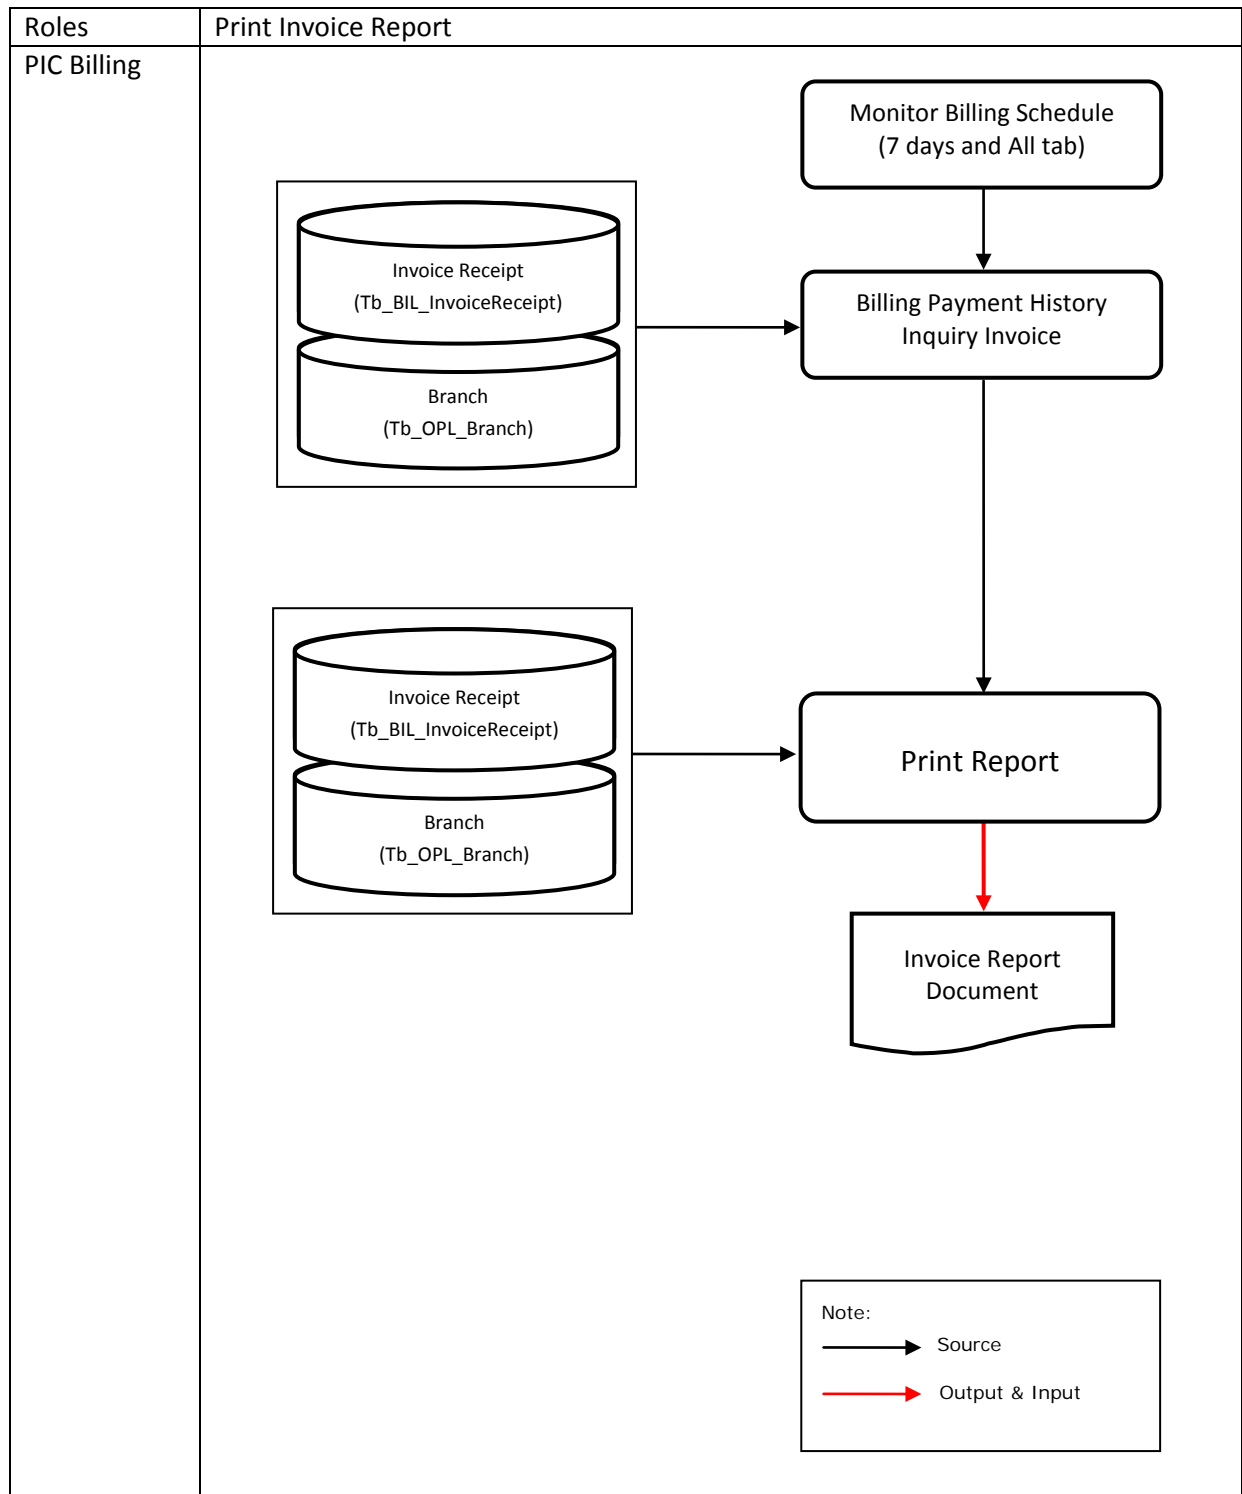 Roles
Print Invoice Report
PIC Billing
Monitor Billing Schedule
(7 days and All tab)
Invoice Receipt
(Tb_BIL_InvoiceReceipt)
Branch
(Tb_OPL_Branch)
Billing Payment History
Inquiry Invoice
Invoice Receipt
(Tb_BIL_InvoiceReceipt)
Branch
(Tb_OPL_Branch)
Print Report
Invoice Report
Document
Note:
Source
Output & Input